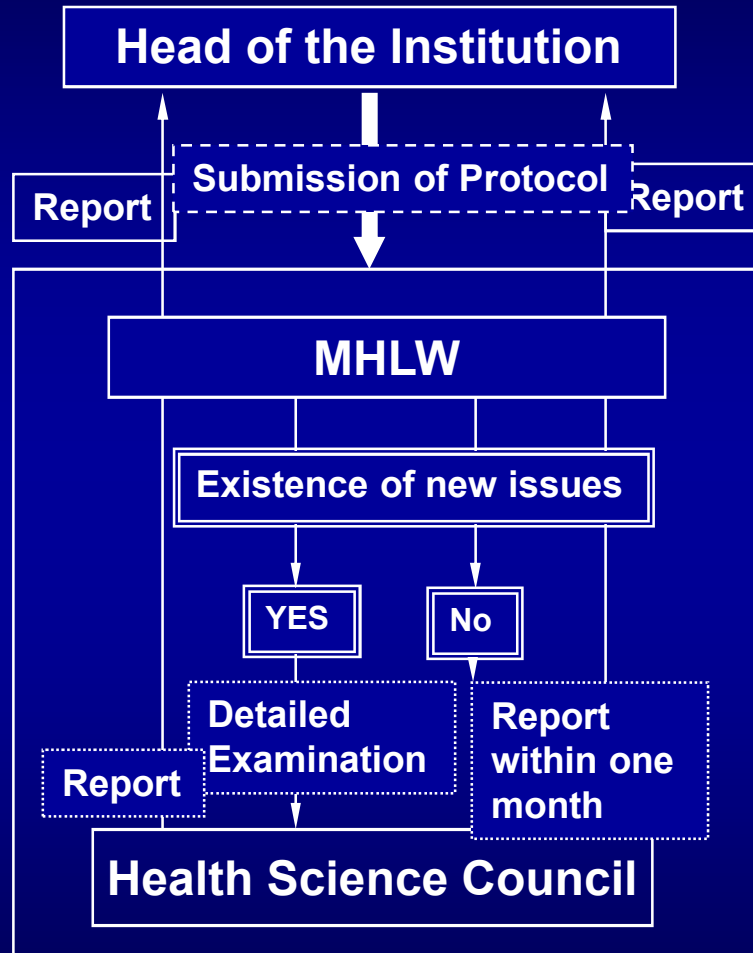 Head of the Institution
Submission of Protocol
Report
Report
MHLW
Existence of new issues
YES
No
Detailed
Examination
Report
within one
month
Report
Health Science Council